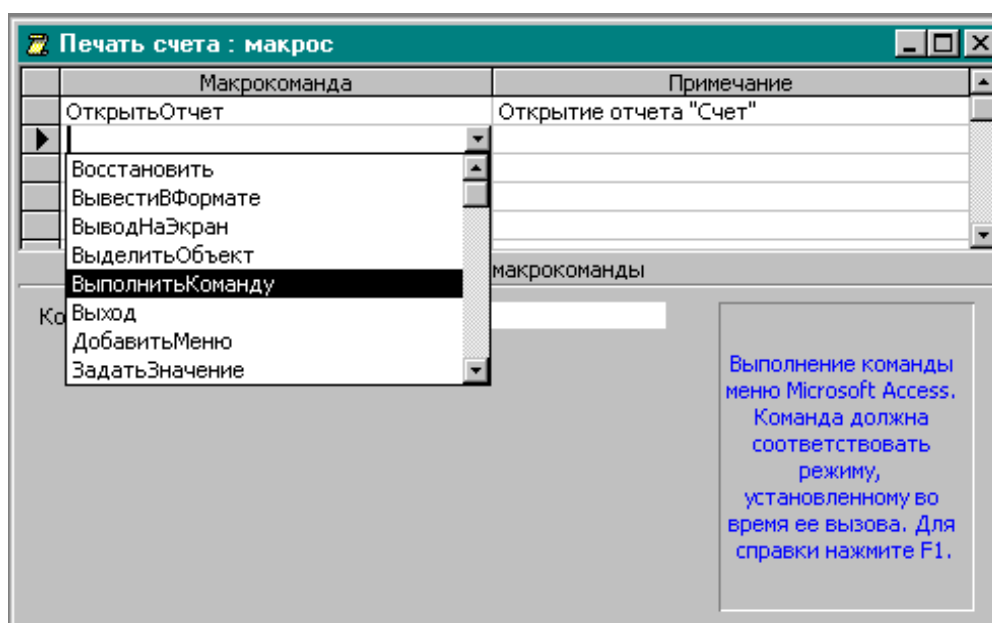 Печать счета : макрос
Макрокоманда Примечание
ОткрытьОтчет Открытие отчета "Счет"
Восстановить
ВывестиВФормате
ВыводНаЭкран
ВыделитьОбъект
ВыполнитьКоманду
Выход
ДобавитьМеню
ЗадатьЗначение
макрокоманды
Ко
Выполнение команды
меню Microsoft Access.
Команда должна
соответствовать
режиму,
установленному во
время ее вызова. Для
справки нажмите F1.